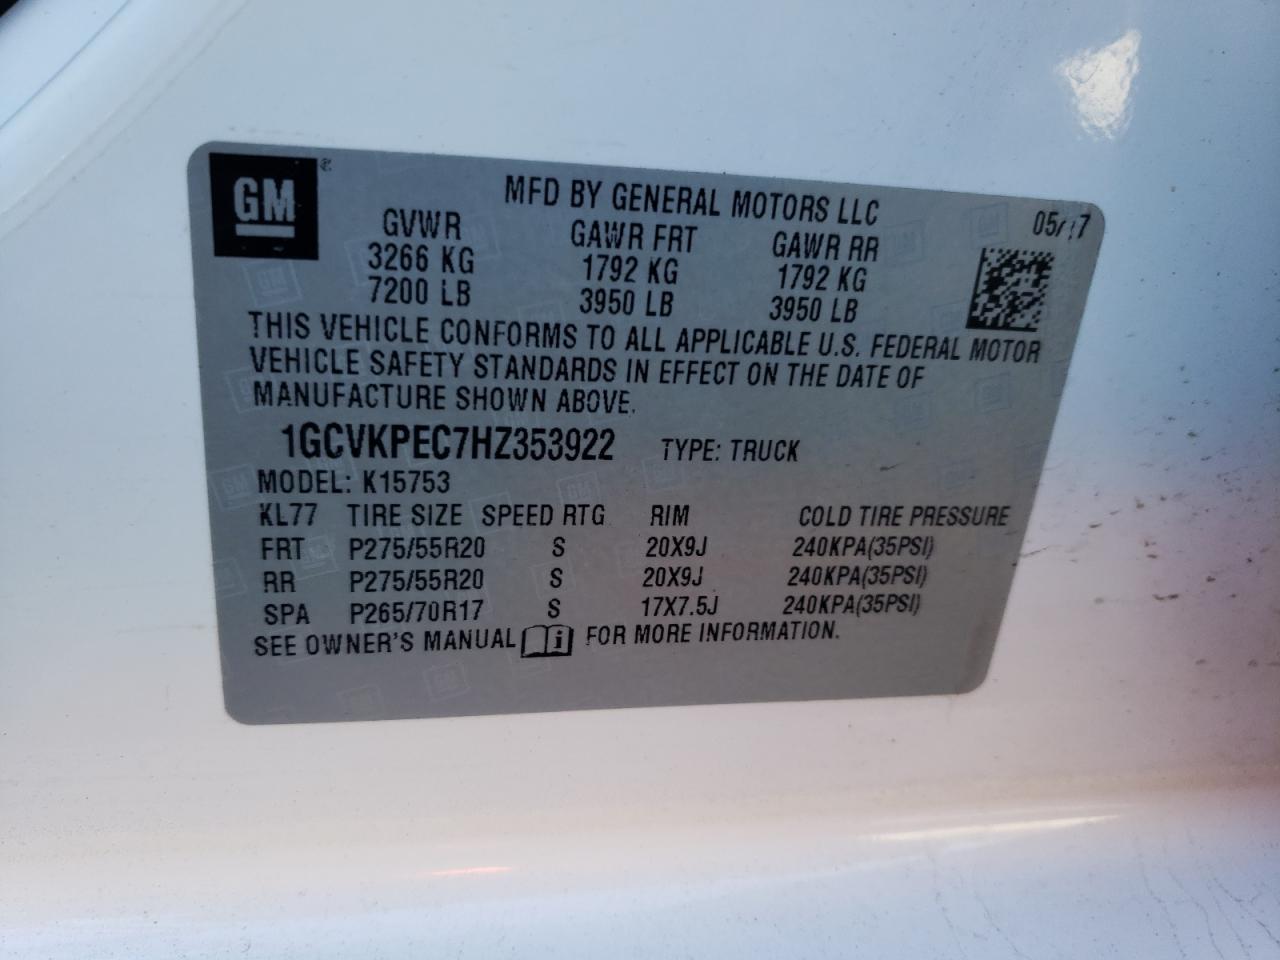 GM ®
MFD BY GENERAL MOTORS LLC
GVWR GAWR FRT GAWR RR
3266 KG 1792 KG 1792 KG
7200 LB 3950 LB 3950 LB
THIS VEHICLE CONFORMS TO ALL APPLICABLE U.S. FEDERAL MOTOR
VEHICLE SAFETY STANDARDS IN EFFECT ON THE DATE OF
MANUFACTURE SHOWN ABOVE.
1GCVKPEC7HZ353922 TYPE: TRUCK
MODEL: K15753
KL77 TIRE SIZE SPEED RTG RIM COLD TIRE PRESSURE
FRT P275/55R20 S 20X9J 240KPA(35PSI)
RR P275/55R20 S 20X9J 240KPA(35PSI)
SPA P265/70R17 S 17X7.5J 240KPA(35PSI)
SEE OWNER'S MANUAL i FOR MORE INFORMATION.